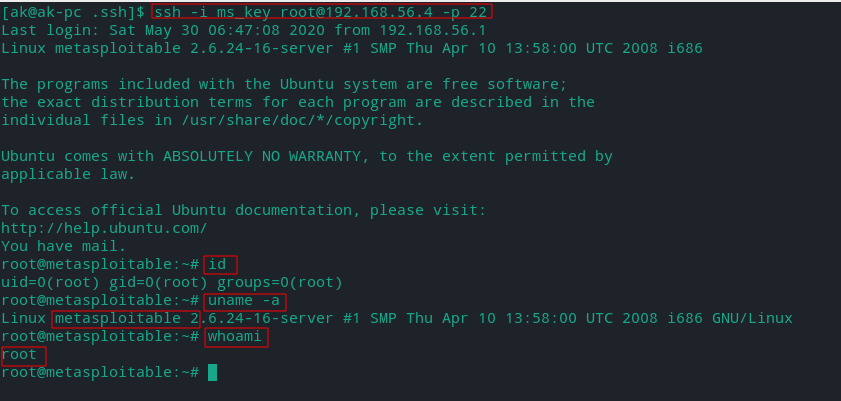 [ak@ak-pc .ssh]$ ssh -i ms_key root@192.168.56.4 -p 22
Last login: Sat May 30 06:47:08 2020 from 192.168.56.1
Linux metasploitable 2.6.24-16-server #1 SMP Thu Apr 10 13:58:00 UTC 2008 i686
The programs included with the Ubuntu system are free software;
the exact distribution terms for each program are described in the
individual files in /usr/share/doc/*/copyright.
Ubuntu comes with ABSOLUTELY NO WARRANTY, to the extent permitted by
applicable law.
To access official Ubuntu documentation, please visit:
http://help.ubuntu.com/
You have mail.
root@metasploitable:~# id
uid=0(root) gid=0(root) groups=0(root)
root@metasploitable:~# uname -a
Linux metasploitable 2.6.24-16-server #1 SMP Thu Apr 10 13:58:00 UTC 2008 i686 GNU/Linux
root@metasploitable:~# whoami
root
root@metasploitable:~#